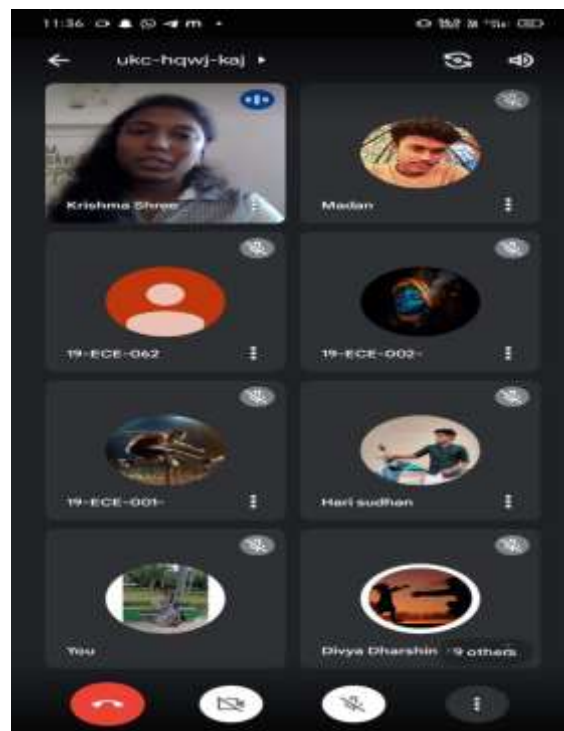 11:36
ukc-hqwj-kaj
Krishma Shree
Madan
19-ECE-062
19-ECE-002-
19-ECE-001-
Hari sudhan
You
Divya Dharshin
9 others